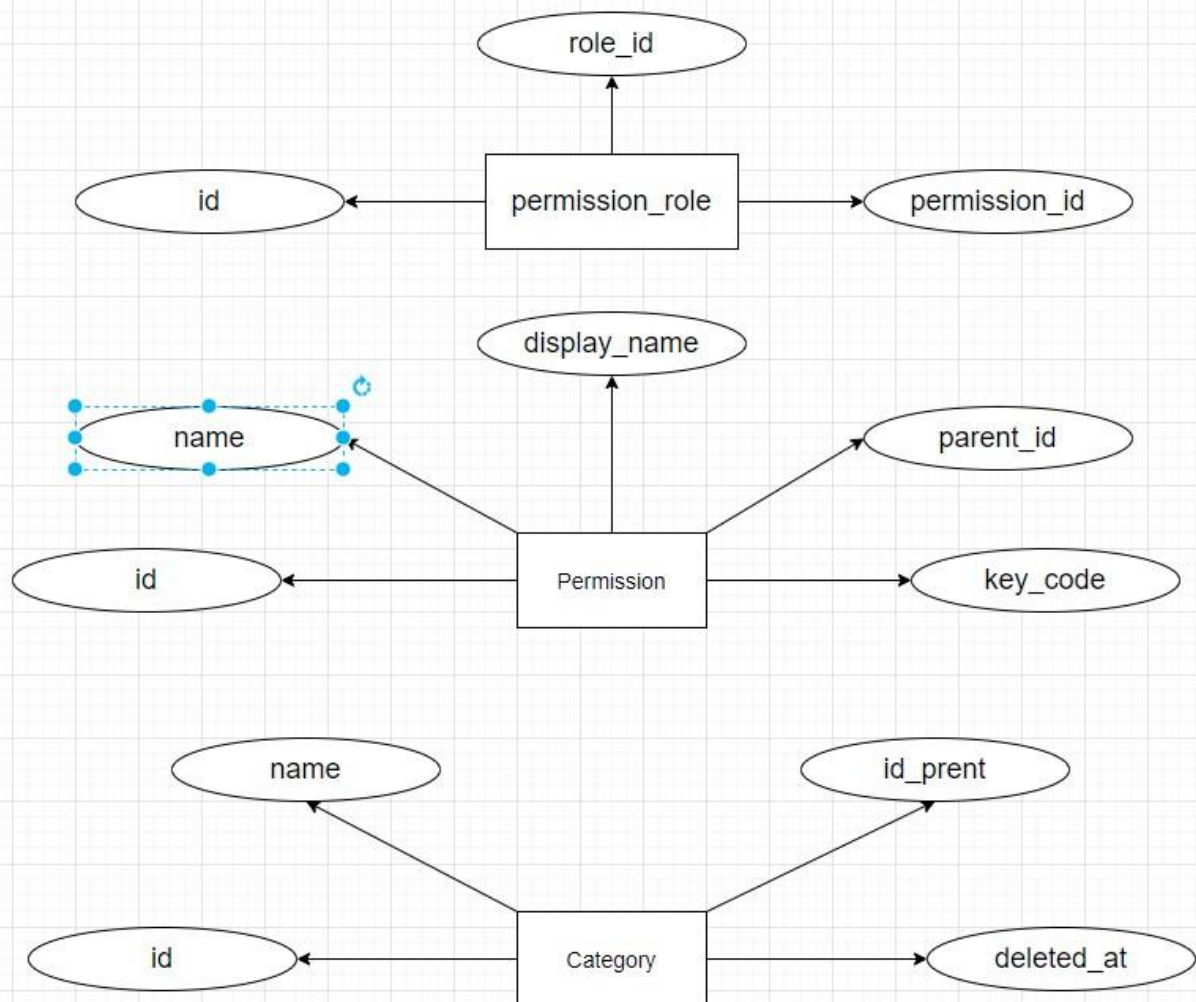 role_id
id
permission_role
permission_id
display_name
name
parent_id
id
Permission
key_code
name
id_prent
id
Category
deleted_at